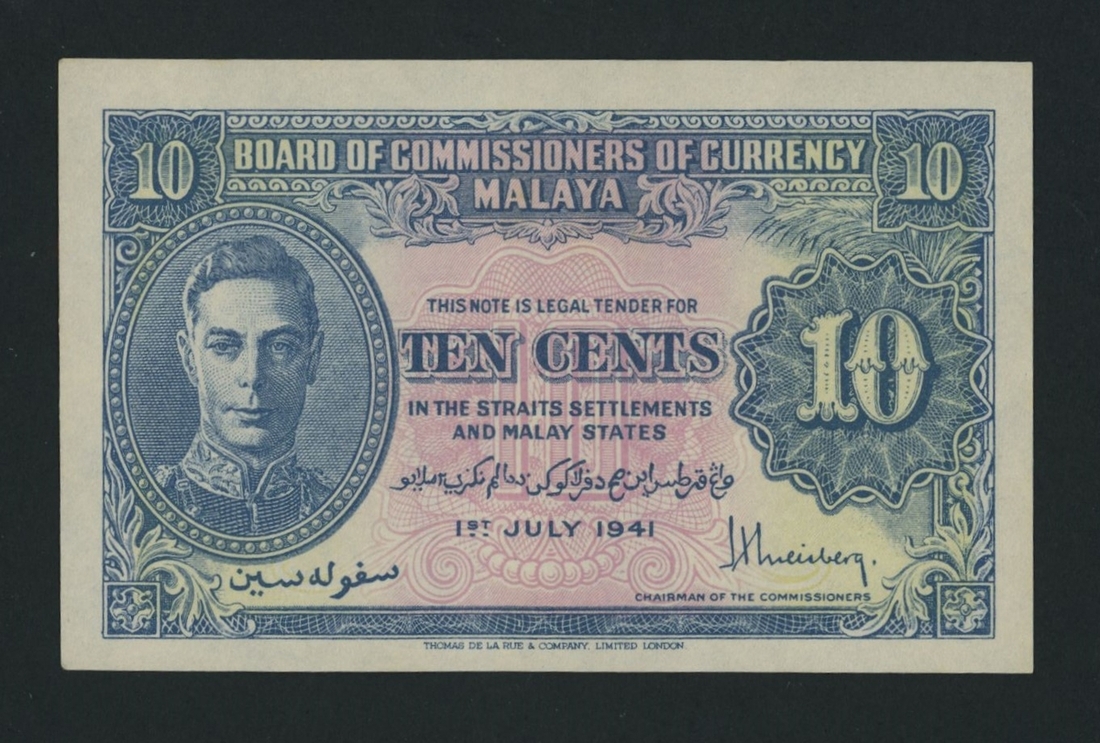 10 BOARD OF COMMISSIONERS OF CURRENCY 10
MALAYA
THIS NOTE IS LEGAL TENDER FOR
TEN CENTS
10
IN THE STRAITS SETTLEMENTS
AND MALAY STATES
1ST JULY 1941
سڤوله سين
CHAIRMAN OF THE COMMISSIONERS
THOMAS DE LA RUE & COMPANY, LIMITED LONDON.